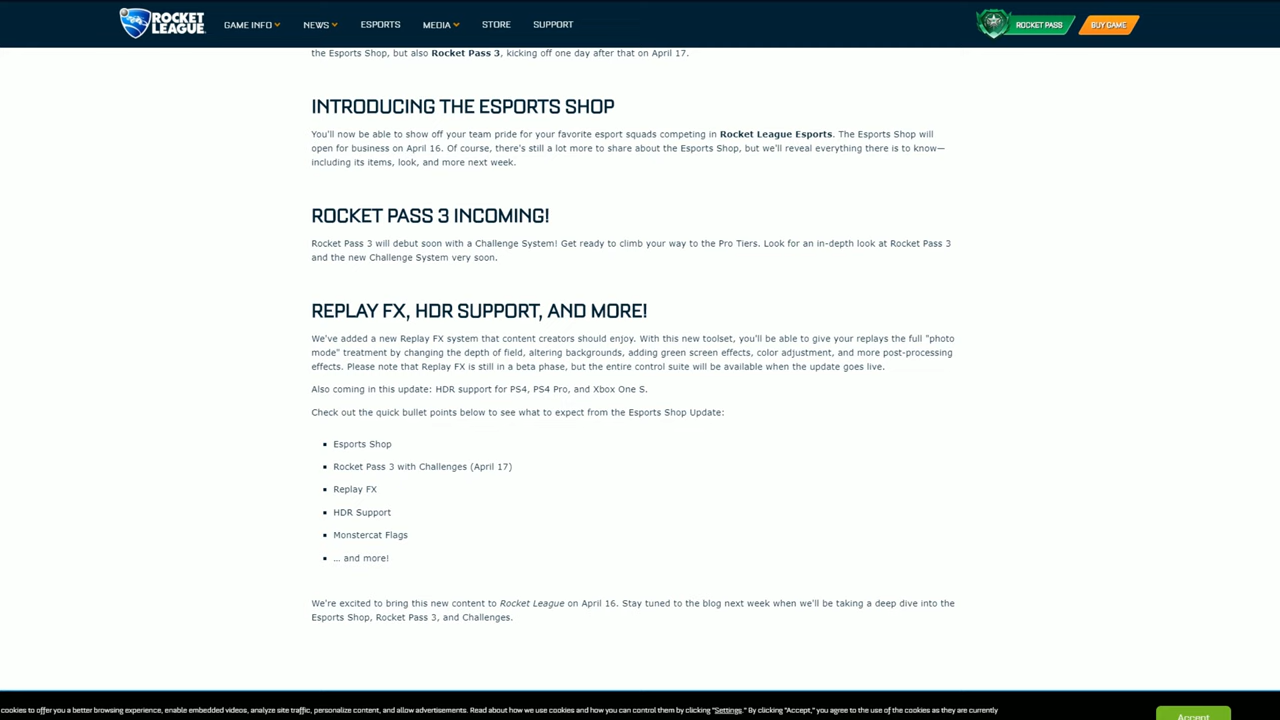 ROCKET
LEAGUE.
GAME INFO
NEWS
ESPORTS
MEDIA
STORE
SUPPORT
ROCKET PASS
BUY GAME
the Esports Shop, but also Rocket Pass 3, kicking off one day after that on April 17.
INTRODUCING THE ESPORTS SHOP
You'll now be able to show off your team pride for your favorite esport squads competing in Rocket League Esports. The Esports Shop will
open for business on April 16. Of course, there's still a lot more to share about the Esports Shop, but we'll reveal everything there is to know—
including its items, look, and more next week.
ROCKET PASS 3 INCOMING!
Rocket Pass 3 will debut soon with a Challenge System! Get ready to climb your way to the Pro Tiers. Look for an in-depth look at Rocket Pass 3
and the new Challenge System very soon.
REPLAY FX, HDR SUPPORT, AND MORE!
We've added a new Replay FX system that content creators should enjoy. With this new toolset, you'll be able to give your replays the full "photo
mode" treatment by changing the depth of field, altering backgrounds, adding green screen effects, color adjustment, and more post-processing
effects. Please note that Replay FX is still in a beta phase, but the entire control suite will be available when the update goes live.
Also coming in this update: HDR support for PS4, PS4 Pro, and Xbox One S.
Check out the quick bullet points below to see what to expect from the Esports Shop Update:
▪ Esports Shop
▪ Rocket Pass 3 with Challenges (April 17)
▪ Replay FX
▪ HDR Support
▪ Monstercat Flags
▪ ... and more!
We're excited to bring this new content to Rocket League on April 16. Stay tuned to the blog next week when we'll be taking a deep dive into the
Esports Shop, Rocket Pass 3, and Challenges.
cookies to offer you a better browsing experience, enable embedded videos, analyze site traffic, personalize content, and allow advertisements. Read about how we use cookies and how you can control them by clicking "Settings." By clicking "Accept," you agree to the use of the cookies as they are currently
Accept